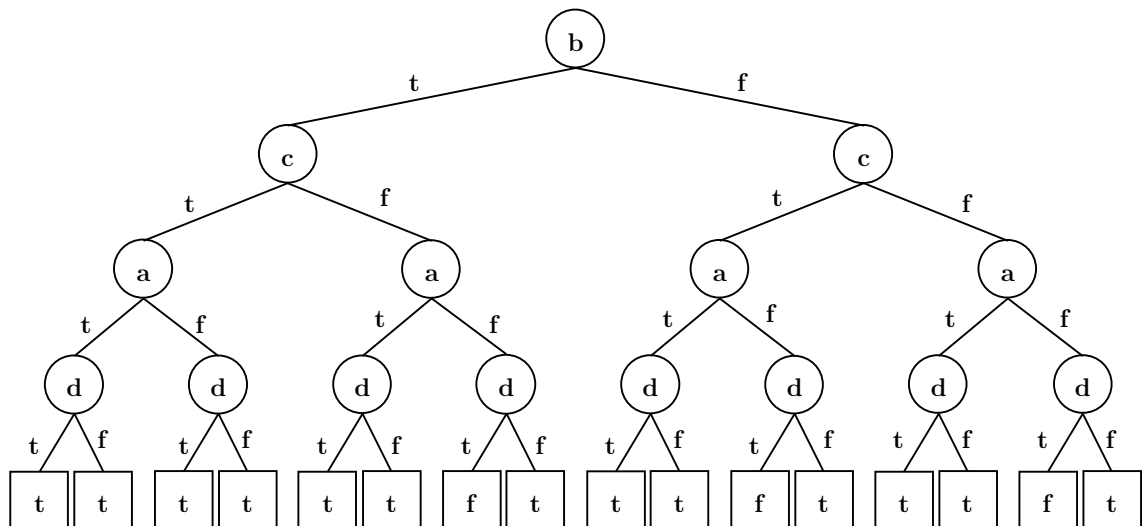 b
t f
c c
t f t f
a a a a
t f t f t f t f
d d d d d d d d
t f t f t f t f t f t f t f t f
t t t t t t f t t t f t t t f t